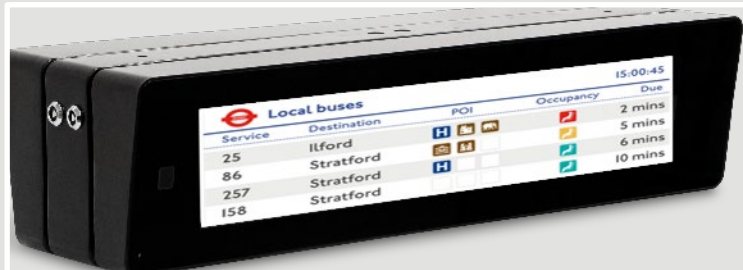 15:00:45
Local buses
Service Destination POI Occupancy Due
25 Ilford H 2 mins
86 Stratford 5 mins
257 Stratford H 6 mins
158 Stratford 10 mins